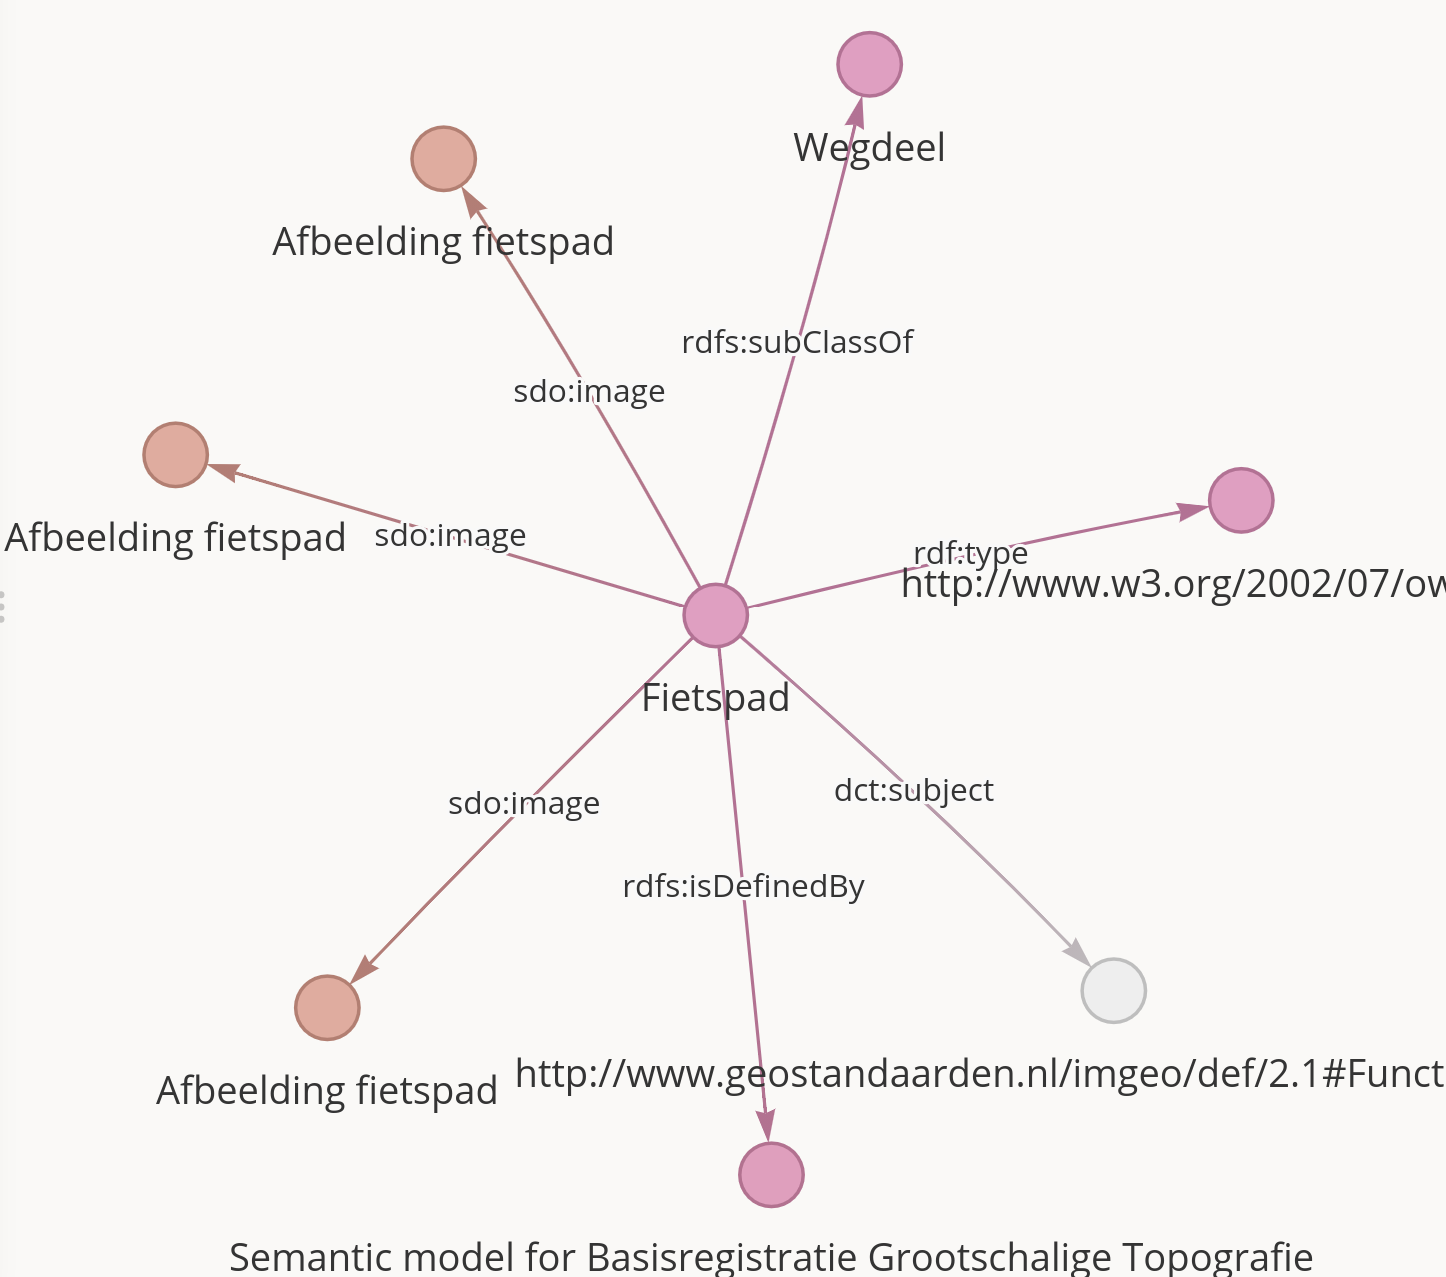 Wegdeel
Afbeelding fietspad
rdfs:subClassOf
sdo:image
Afbeelding fietspad
sdo:image
rdf:type
http://www.w3.org/2002/07/ow
Fietspad
dct:subject
sdo:image
rdfs:isDefinedBy
http://www.geostandaarden.nl/imgeo/def/2.1#Funct
Afbeelding fietspad
Semantic model for Basisregistratie Grootschalige Topografie